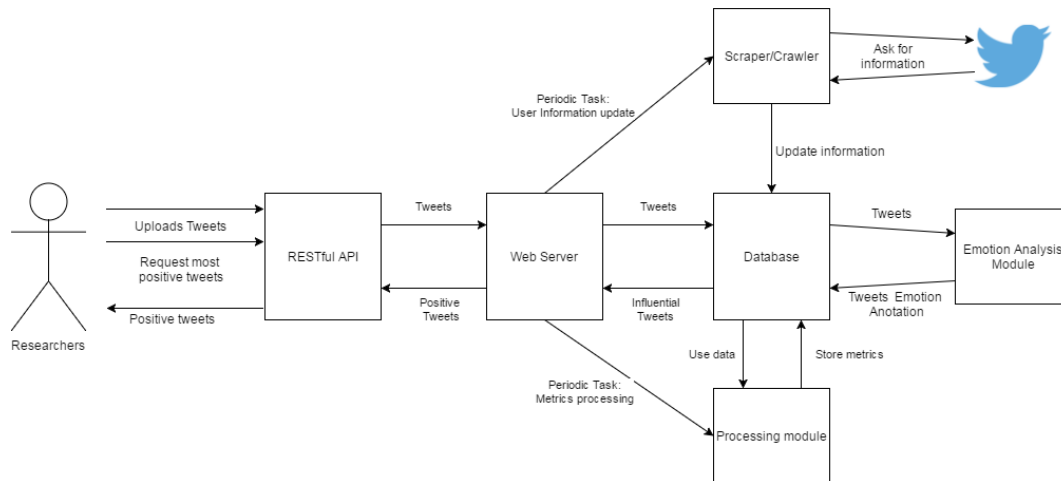 Scraper/Crawler
Ask for
information
Periodic Task:
User Information update
Update information
Uploads Tweets
Request most
positive tweets
Positive tweets
Researchers
RESTful API
Tweets
Positive
Tweets
Web Server
Tweets
Influential
Tweets
Database
Tweets
Tweets Emotion
Anotation
Emotion Analysis
Module
Use data
Store metrics
Periodic Task:
Metrics processing
Processing module